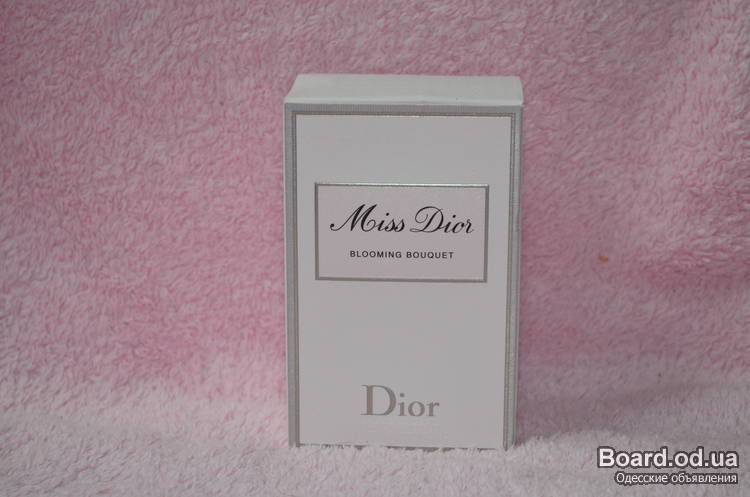 Miss Dior
BLOOMING BOUQUET
Dior
Board.od.ua
Одесские объявления